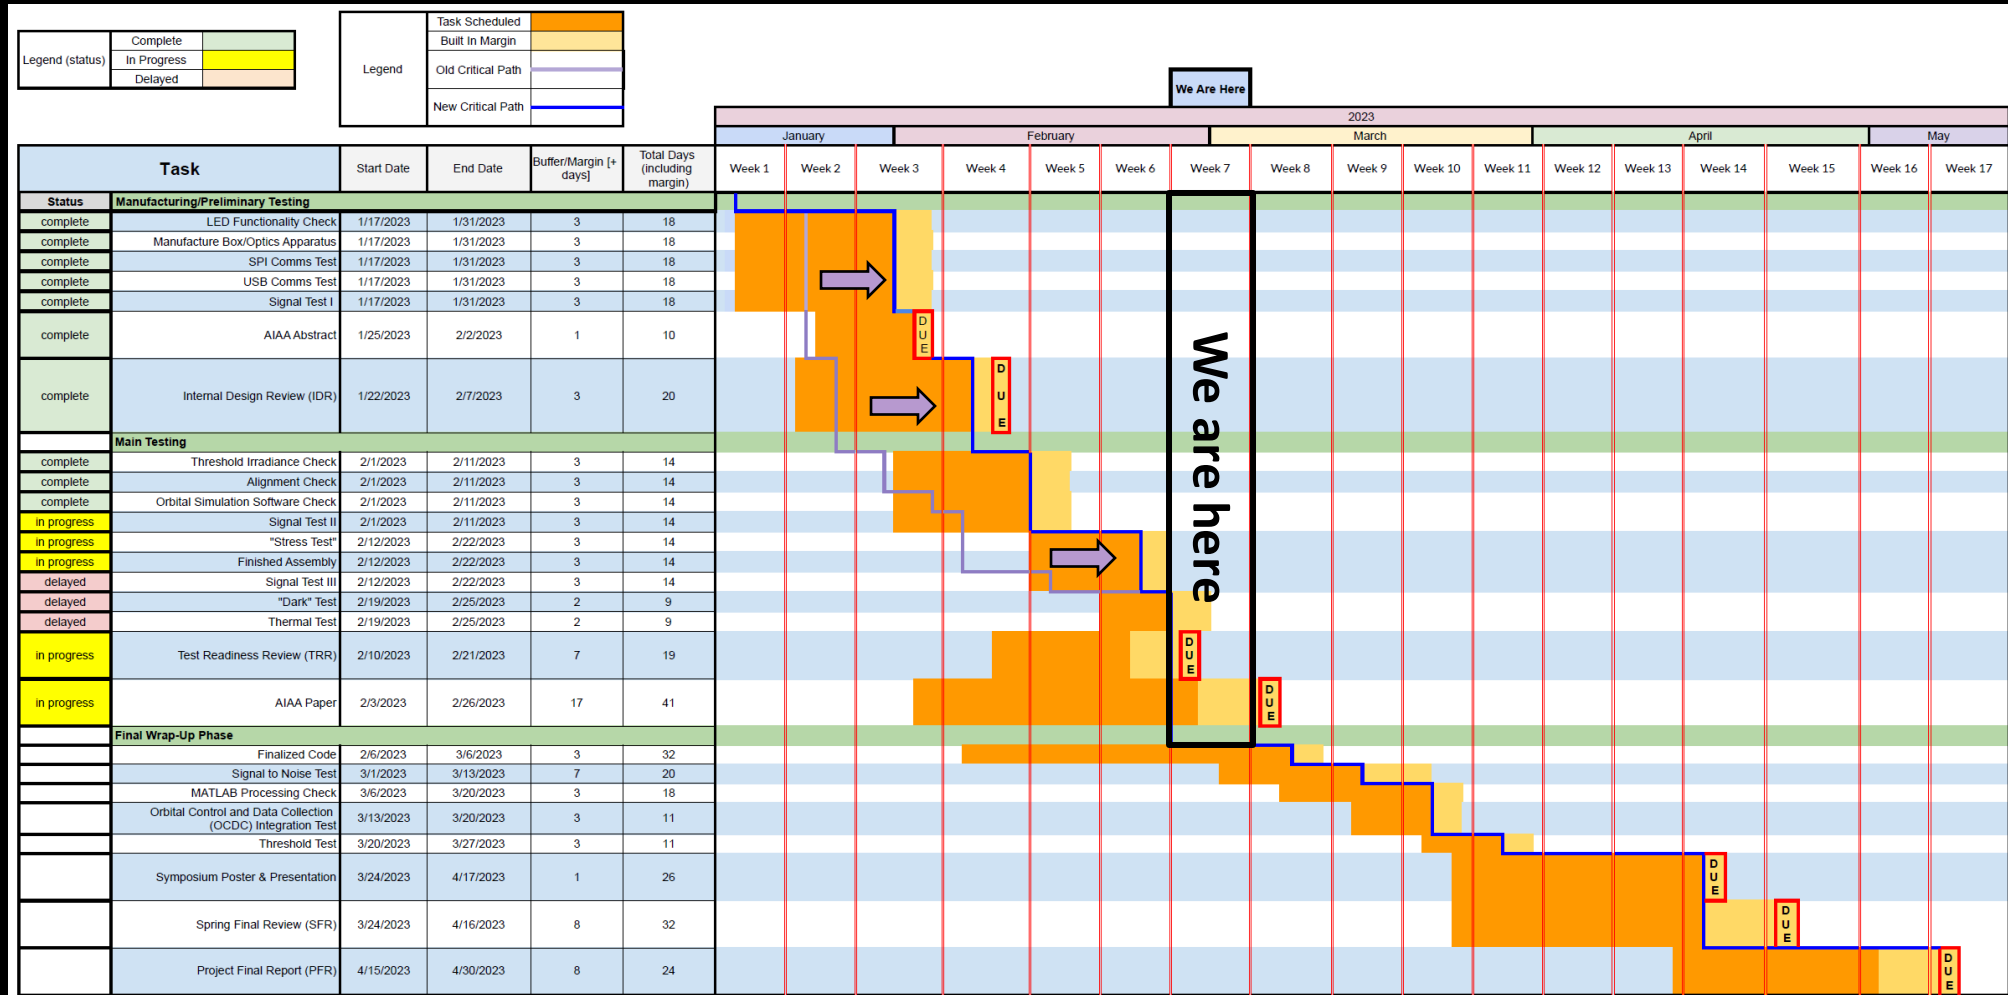 Legend (status)
Complete
In Progress
Delayed
Legend
Task Scheduled
Built In Margin
Old Critical Path
New Critical Path
We Are Here
2023
January February March April May
Task Start Date End Date Buffer/Margin [+ days] Total Days (including margin) Week 1 Week 2 Week 3 Week 4 Week 5 Week 6 Week 7 Week 8 Week 9 Week 10 Week 11 Week 12 Week 13 Week 14 Week 15 Week 16 Week 17
Status Manufacturing/Preliminary Testing
complete LED Functionality Check 1/17/2023 1/31/2023 3 18
complete Manufacture Box/Optics Apparatus 1/17/2023 1/31/2023 3 18
complete SPI Comms Test 1/17/2023 1/31/2023 3 18
complete USB Comms Test 1/17/2023 1/31/2023 3 18
complete Signal Test I 1/17/2023 1/31/2023 3 18
complete AIAA Abstract 1/25/2023 2/2/2023 1 10 DUE
complete Internal Design Review (IDR) 1/22/2023 2/7/2023 3 20 DUE
Main Testing
complete Threshold Irradiance Check 2/1/2023 2/11/2023 3 14
complete Alignment Check 2/1/2023 2/11/2023 3 14
complete Orbital Simulation Software Check 2/1/2023 2/11/2023 3 14
in progress Signal Test II 2/1/2023 2/11/2023 3 14
in progress "Stress Test" 2/12/2023 2/22/2023 3 14
in progress Finished Assembly 2/12/2023 2/22/2023 3 14
delayed Signal Test III 2/12/2023 2/22/2023 3 14
delayed "Dark" Test 2/19/2023 2/25/2023 2 9
delayed Thermal Test 2/19/2023 2/25/2023 2 9
in progress Test Readiness Review (TRR) 2/10/2023 2/21/2023 7 19 DUE
in progress AIAA Paper 2/3/2023 2/26/2023 17 41 DUE
We are here
Final Wrap-Up Phase
Finalized Code 2/6/2023 3/6/2023 3 32
Signal to Noise Test 3/1/2023 3/13/2023 7 20
MATLAB Processing Check 3/6/2023 3/20/2023 3 18
Orbital Control and Data Collection
(OCDC) Integration Test 3/13/2023 3/20/2023 3 11
Threshold Test 3/20/2023 3/27/2023 3 11
Symposium Poster & Presentation 3/24/2023 4/17/2023 1 26 DUE
Spring Final Review (SFR) 3/24/2023 4/16/2023 8 32 DUE
Project Final Report (PFR) 4/15/2023 4/30/2023 8 24 DUE